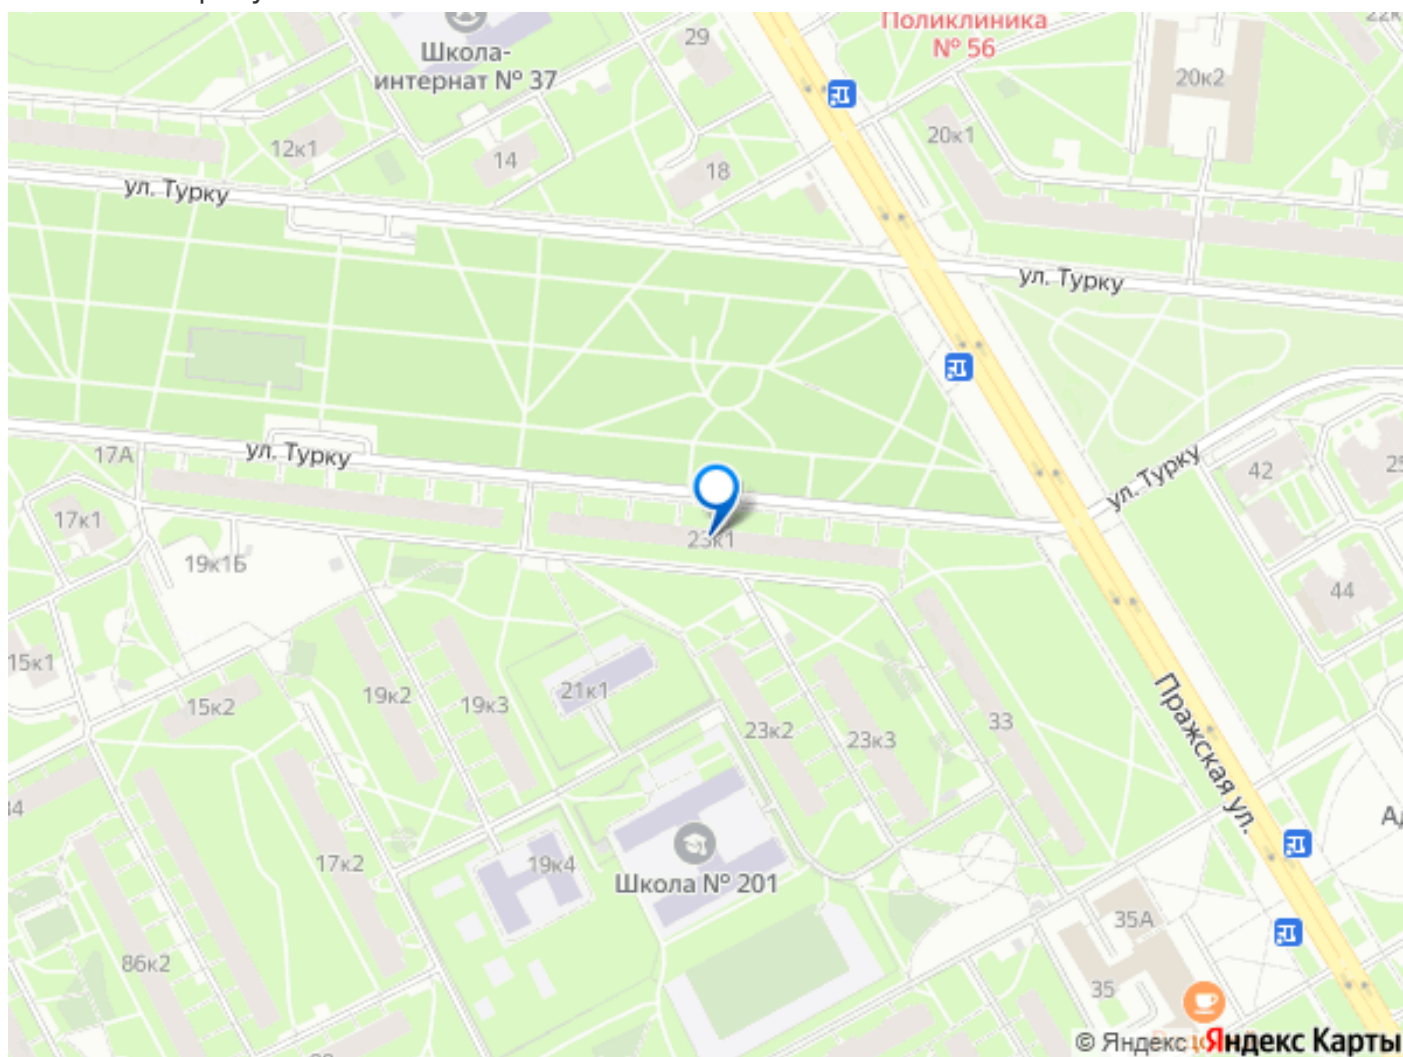 Школа-
интернат № 37
29
Поликлиника
№ 56
20к2
20к1
12к1
14
18
ул. Турку
ул. Турку
17А
ул. Турку
ул. Турку
42
17к1
23к1
19к1Б
44
15к1
21к1
15к2
19к2
19к3
23к2
23к3
33
Пражская ул.
17к2
19к4
Школа № 201
35А
86к2
35
© Яндекс
Яндекс Карты